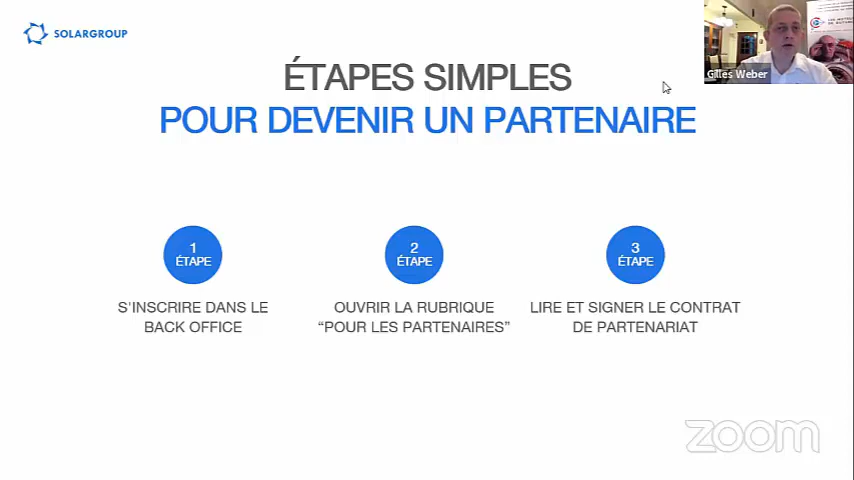 SOLARGROUP
ÉTAPES SIMPLES
POUR DEVENIR UN PARTENAIRE
Gilles Weber
1
ÉTAPE
2
ÉTAPE
3
ÉTAPE
S'INSCRIRE DANS LE
BACK OFFICE
OUVRIR LA RUBRIQUE
“POUR LES PARTENAIRES”
LIRE ET SIGNER LE CONTRAT
DE PARTENARIAT
zoom